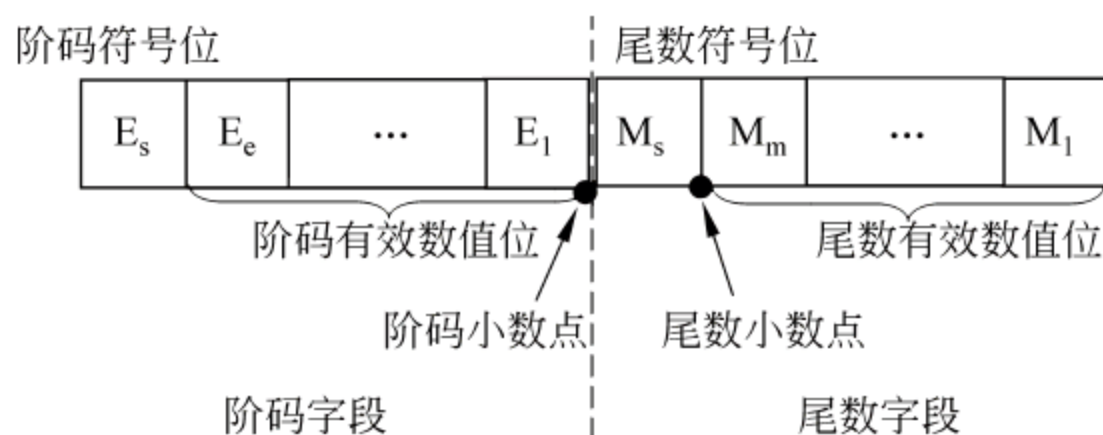 阶码符号位 尾数符号位
Es Ee ... E1 Ms Mm ... M1
阶码有效数值位 尾数有效数值位
阶码小数点 尾数小数点
阶码字段 尾数字段